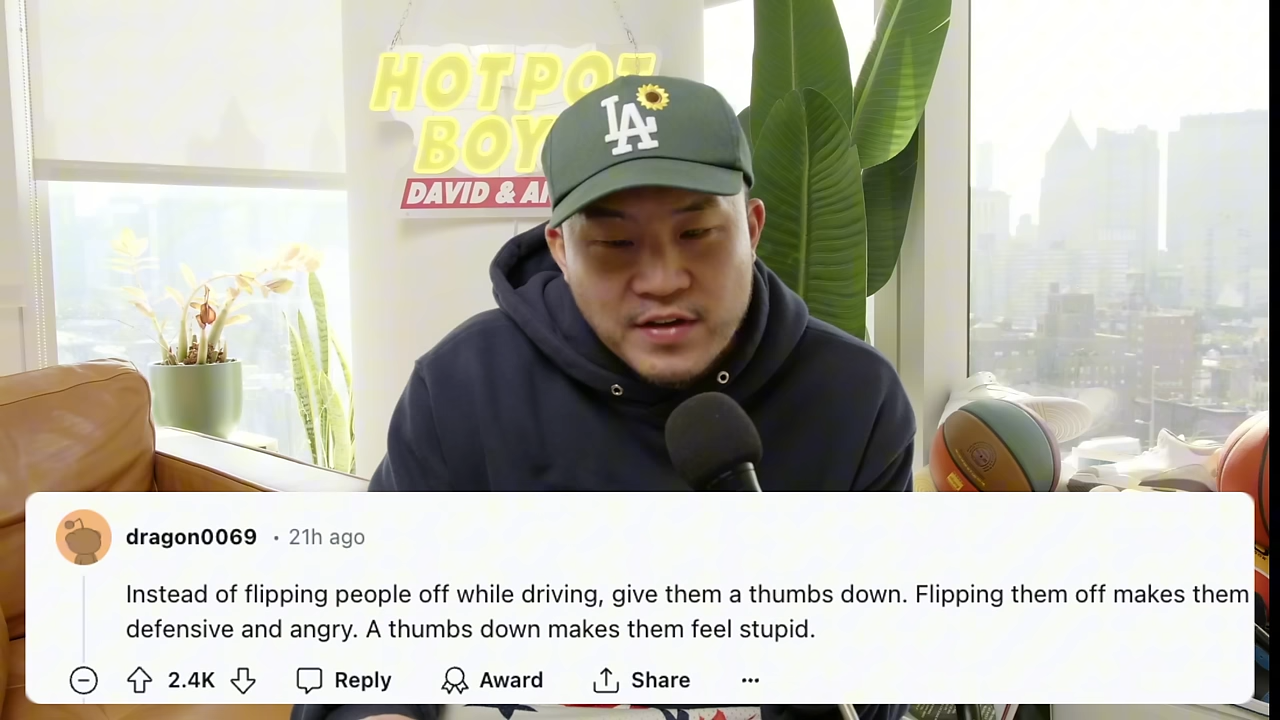 HOTPO
BOY
DAVID & A
LA
dragon0069 • 21h ago
Instead of flipping people off while driving, give them a thumbs down. Flipping them off makes them
defensive and angry. A thumbs down makes them feel stupid.
2.4K Reply Award Share ...